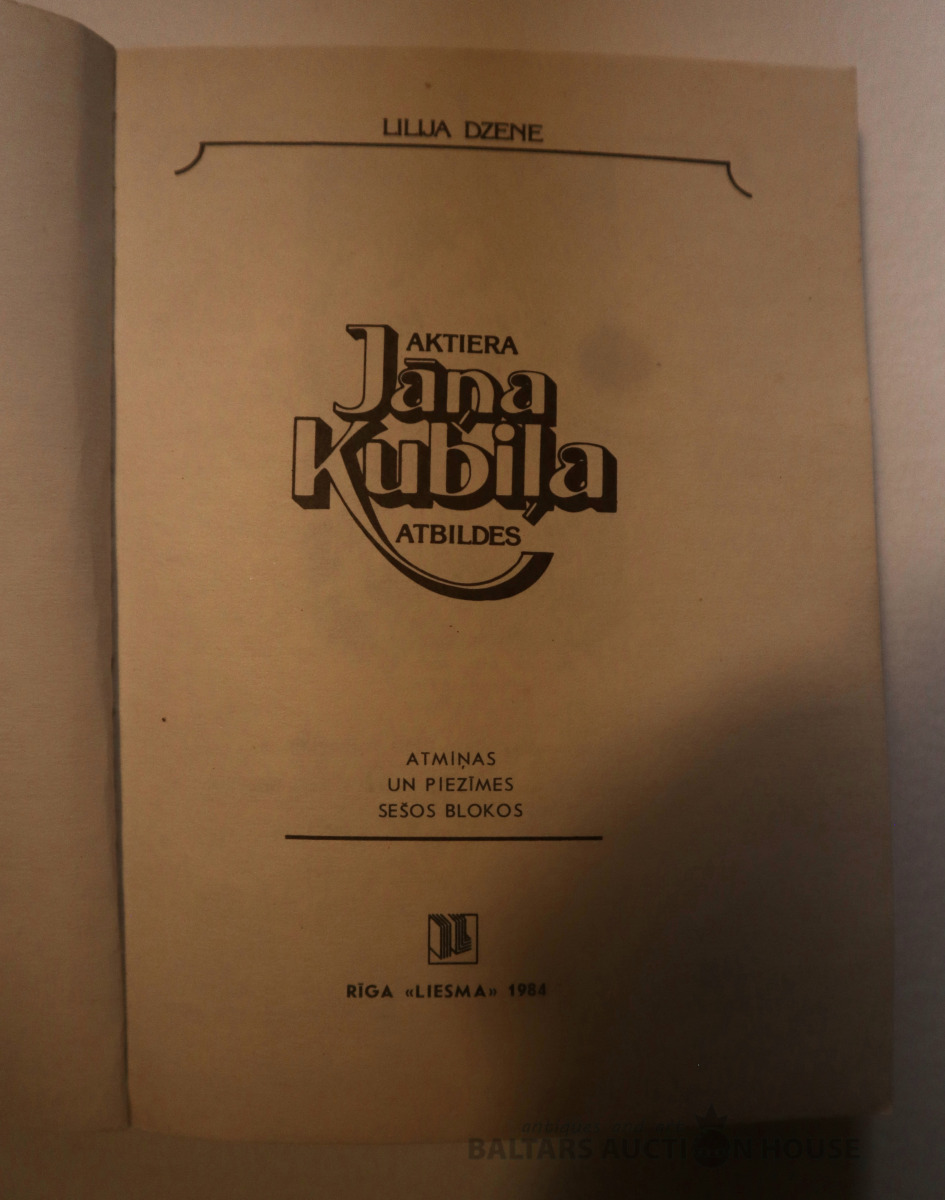 LILIJA DZENE
AKTIERA
Jāņa
Kubiļa
ATBILDES
ATMIŅAS
UN PIEZĪMES
SEŠOS BLOKOS
RĪGA «LIESMA» 1984
BALTARS AUCTION HOUSE